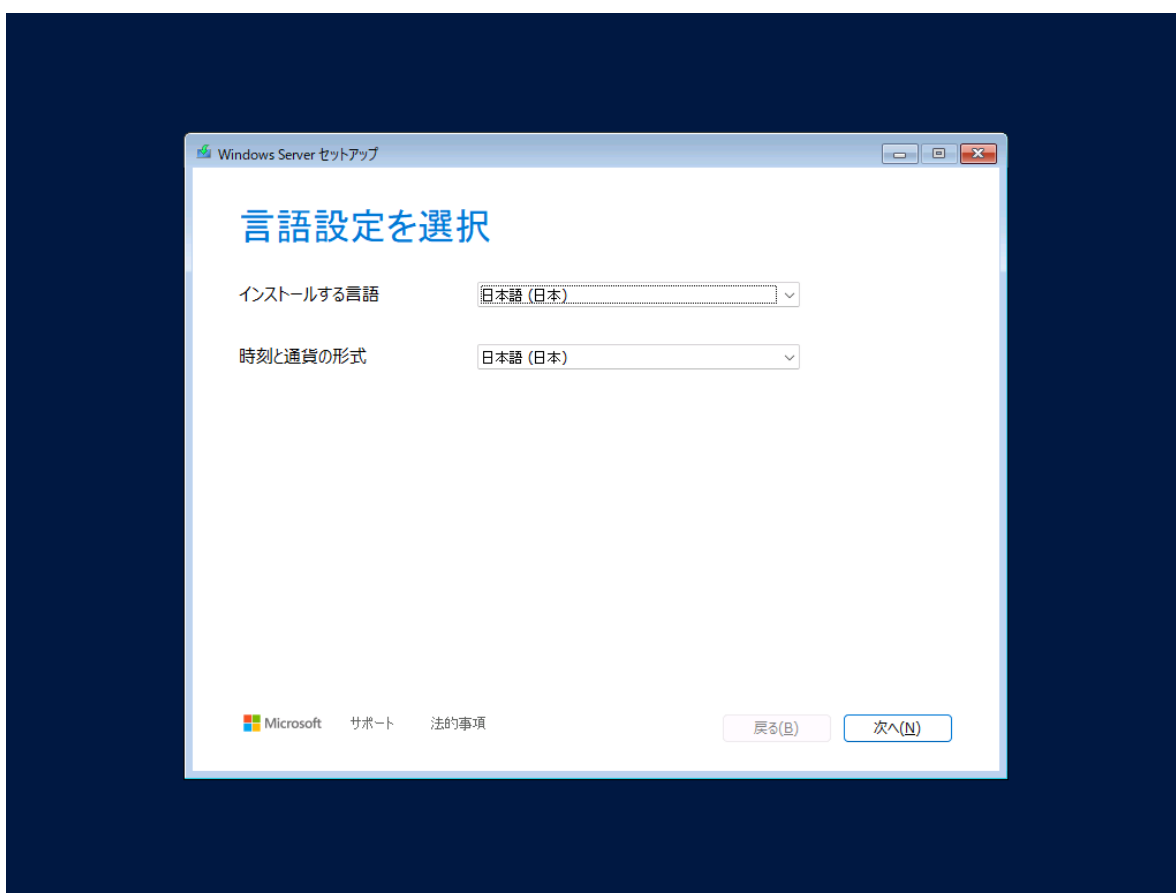 Windows Server セットアップ
言語設定を選択
インストールする言語
日本語 (日本)
時刻と通貨の形式
日本語 (日本)
Microsoft サポート 法的事項
戻る(B) 次へ(N)